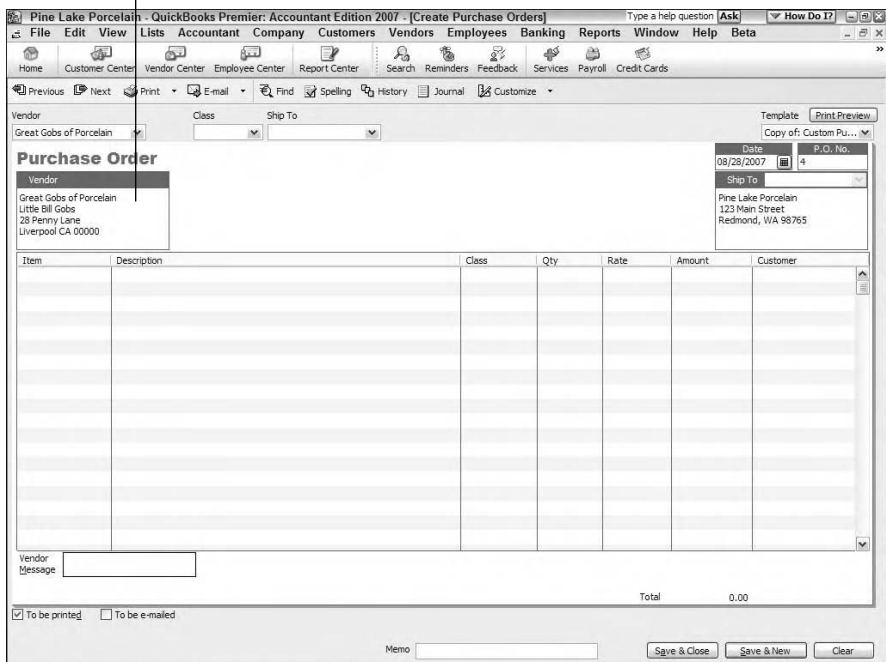 Pine Lake Porcelain - QuickBooks Premier: Accountant Edition 2007 - [Create Purchase Orders] Type a help question Ask How Do I?
File Edit View Lists Accountant Company Customers Vendors Employees Banking Reports Window Help Beta
Home Customer Center Vendor Center Employee Center Report Center Search Reminders Feedback Services Payroll Credit Cards
Previous Next Print E-mail Find Spelling History Journal Customize
Vendor Class Ship To Template Print Preview
Great Gobs of Porcelain Copy of: Custom Pu...
Purchase Order
Date P.O. No.
08/28/2007 4
Vendor Ship To
Great Gobs of Porcelain Pine Lake Porcelain
Little Bill Gobs 123 Main Street
28 Penny Lane Redmond, WA 98765
Liverpool CA 00000
Item Description Class Qty Rate Amount Customer
Vendor
Message
Total 0.00
To be printed To be e-mailed
Memo Save & Close Save & New Clear